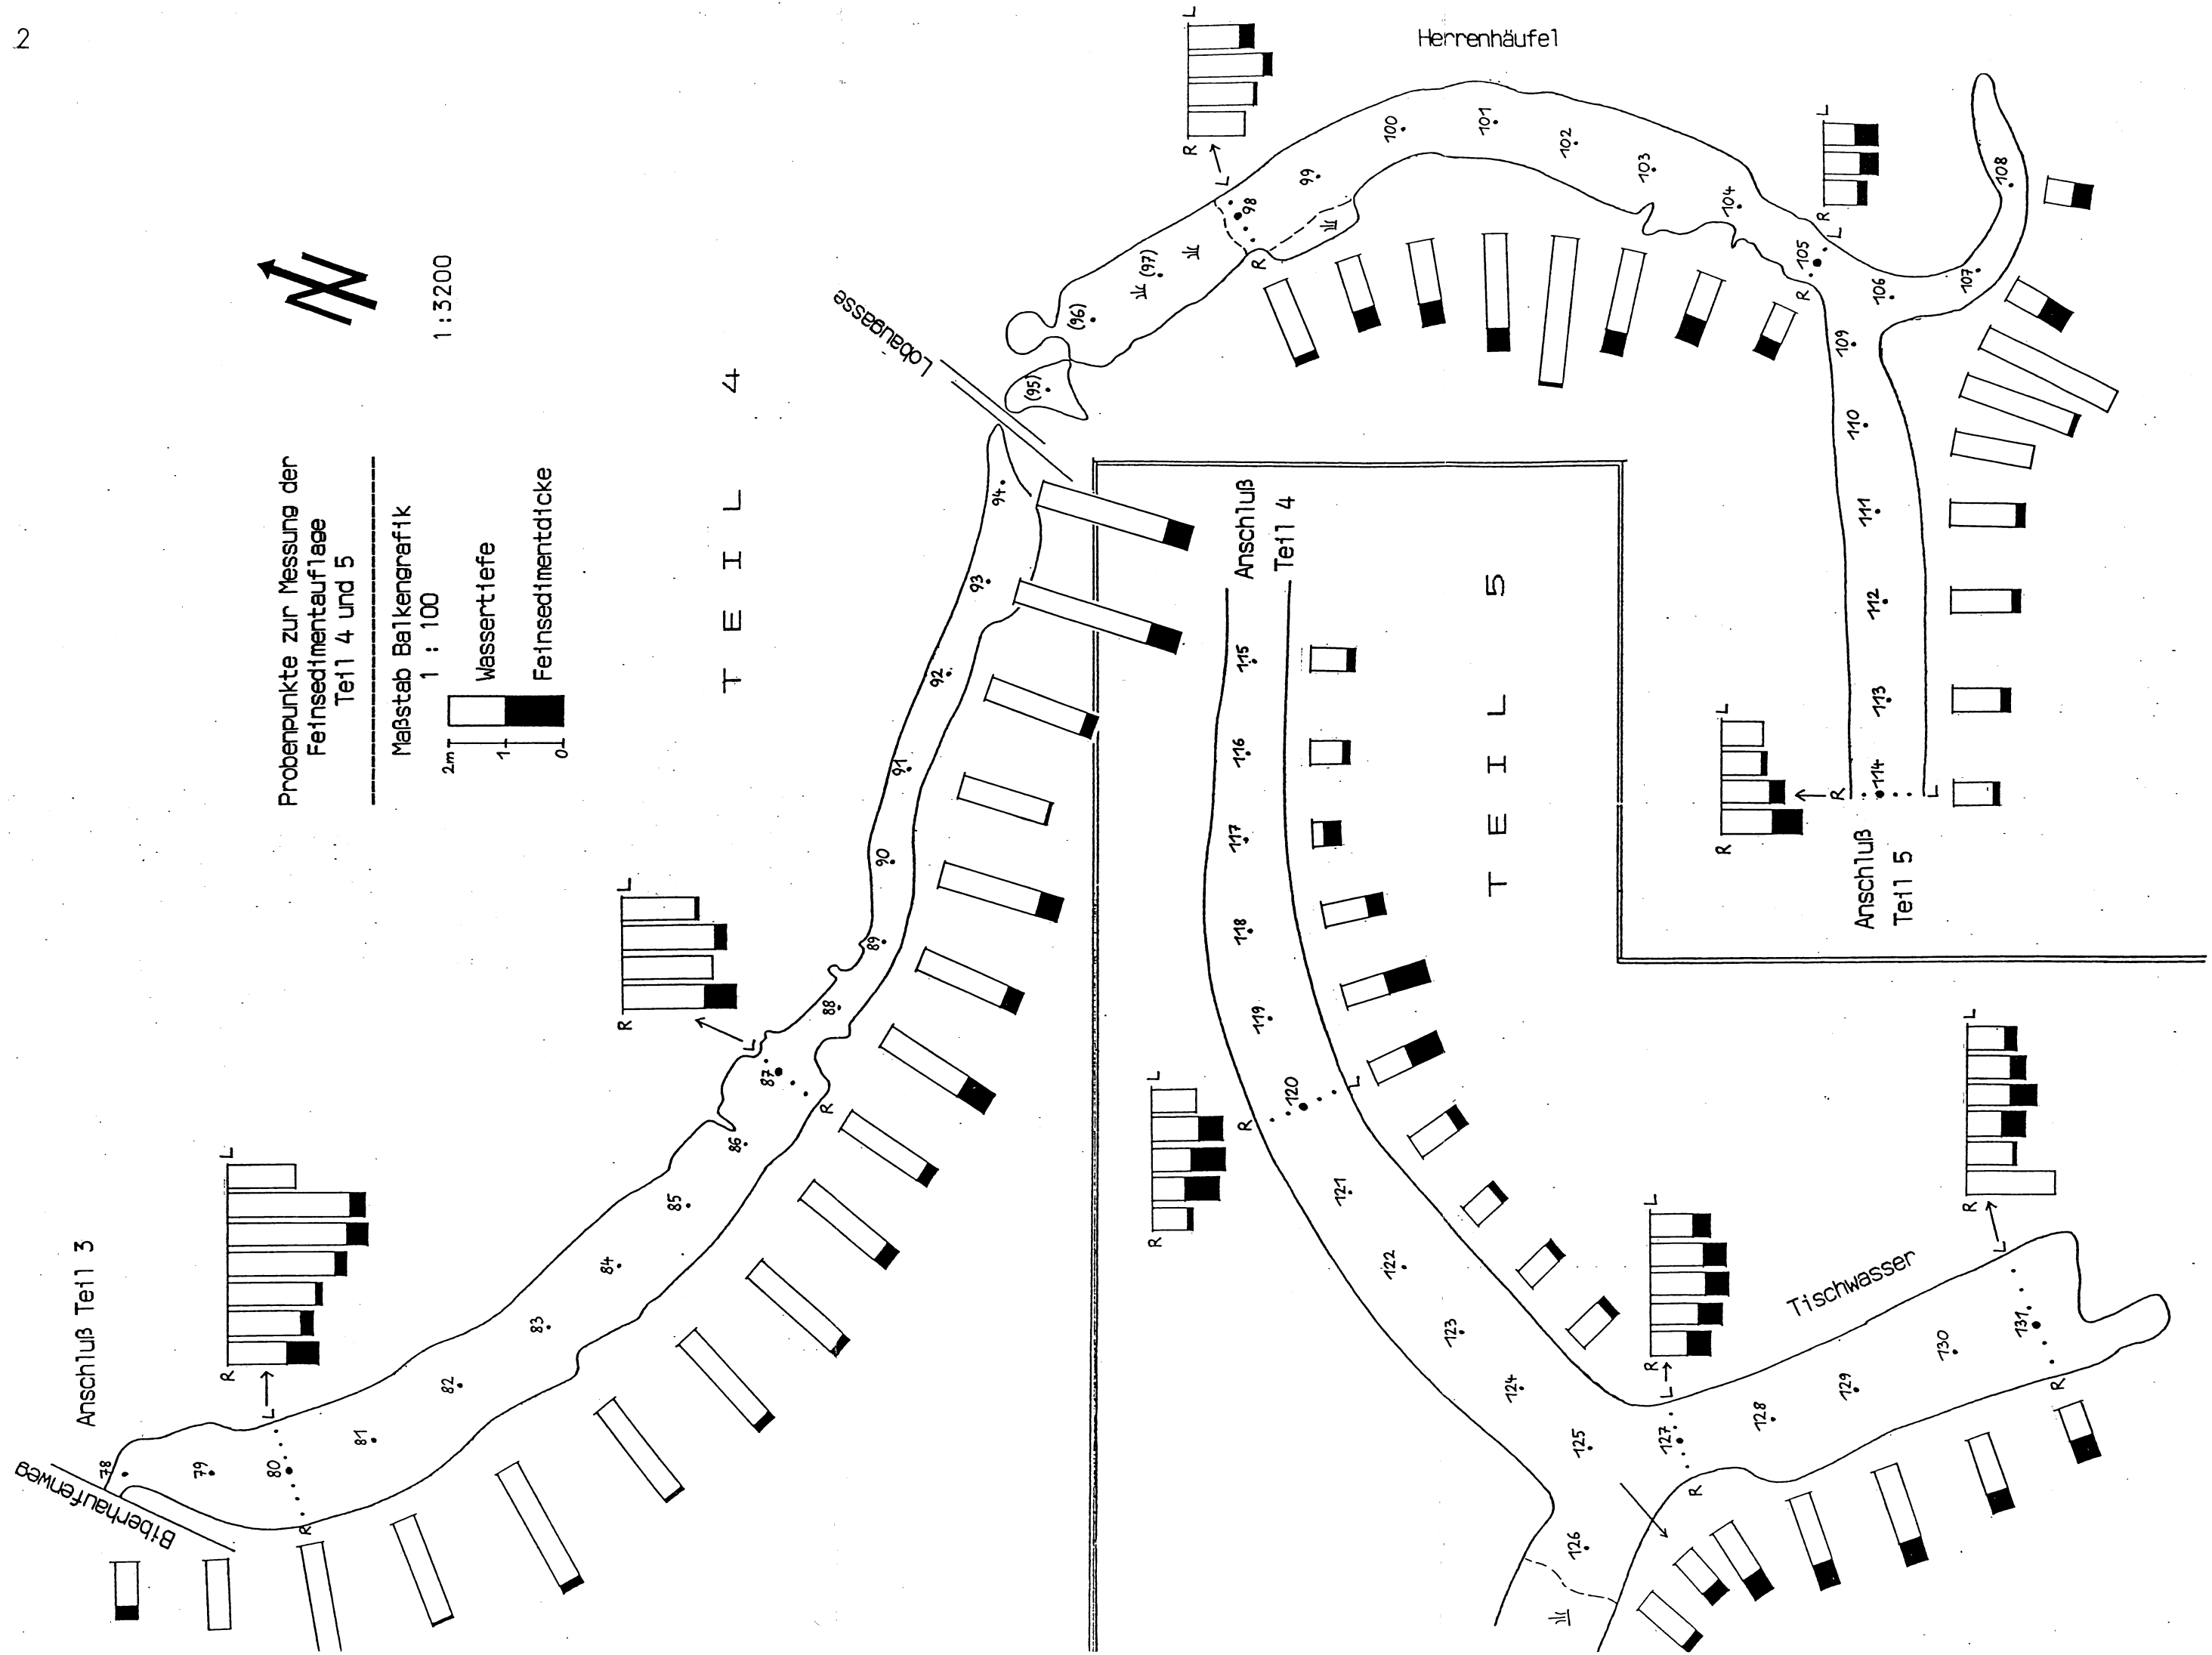 2
Probenpunkte zur Messung der
Feinsedimentauflage
Teil 4 und 5
Maßstab Balkengrafik
1 : 100
2m
1
0
Wassertiefe
Feinsedimentdicke
1:3200
TEIL 4
Anschluß Teil 3
Biberhaufenweg
78
79
80
L
R
R
L
81
82
83
84
85
86
87
L
R
R
L
88
89
90
91
92
93
94
Lobaugasse
(95)
(96)
(97)
98
L
R
R
L
99
Herrenhäufel
100
101
102
103
104
105
L
R
R
L
106
107
108
109
110
111
112
113
114
R
L
R
L
Anschluß
Teil 5
TEIL 5
Anschluß
Teil 4
115
116
117
118
119
120
R
L
R
L
121
122
123
124
125
126
127
L
R
R
L
128
129
130
131
L
R
R
L
Tischwasser